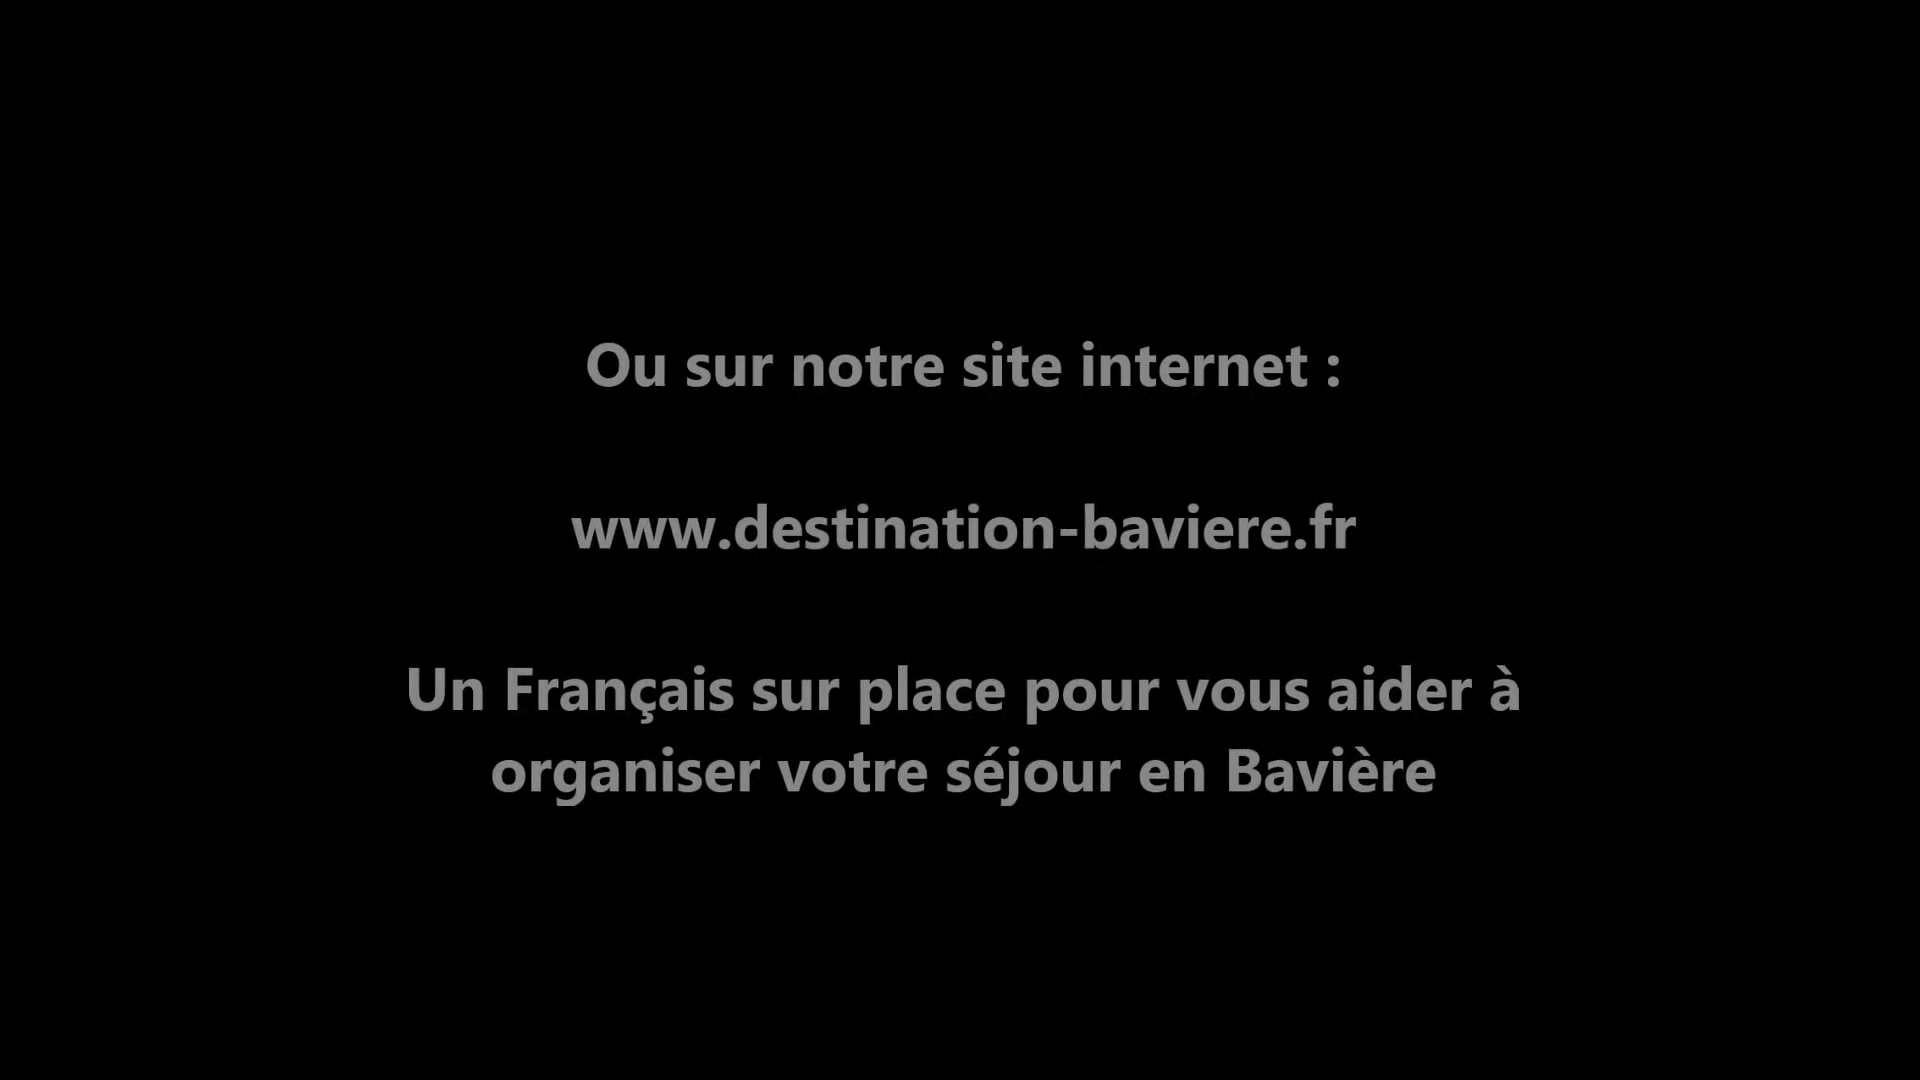 Ou sur notre site internet :
www.destination-baviere.fr
Un Français sur place pour vous aider à
organiser votre séjour en Bavière